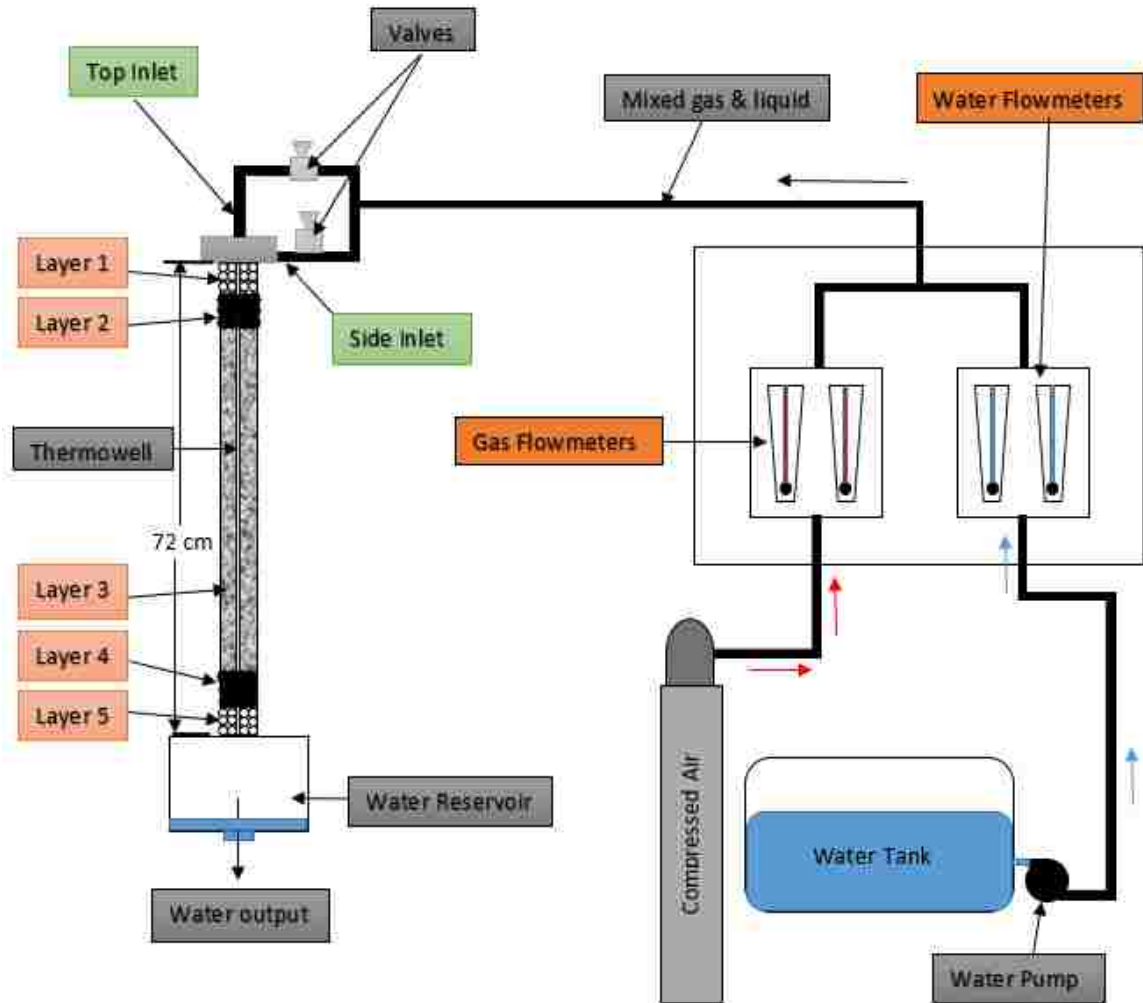 Valves
Top Inlet
Mixed gas & liquid
Water Flowmeters
Layer 1
Layer 2
Side Inlet
Gas Flowmeters
Thermowell
72 cm
Layer 3
Layer 4
Layer 5
Water Reservoir
Compressed Air
Water Tank
Water output
Water Pump